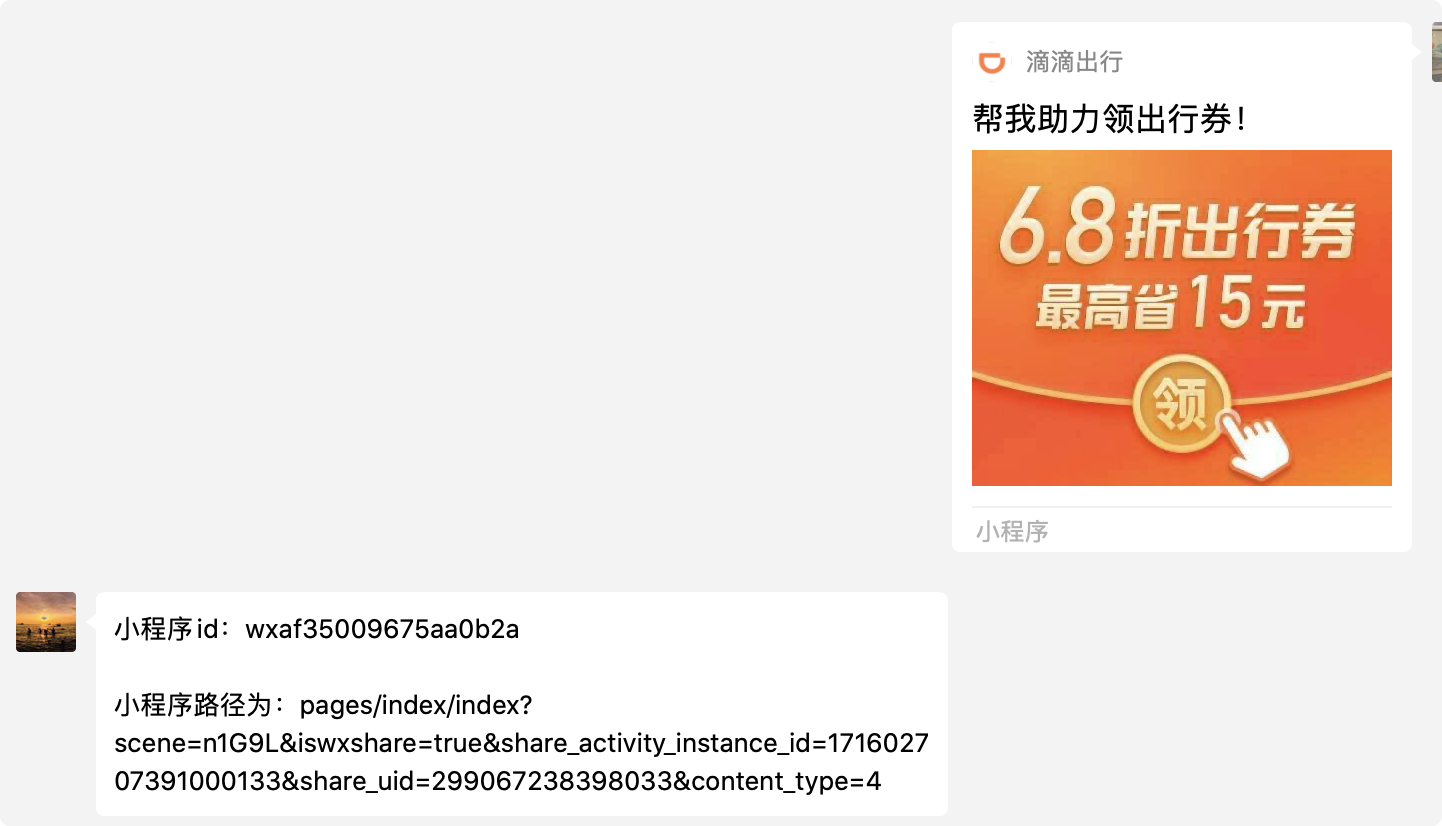 滴滴出行
帮我助力领出行券！
6.8折出行券
最高省15元
领
小程序
小程序id：wxaf35009675aa0b2a
小程序路径为：pages/index/index?
scene=n1G9L&iswxshare=true&share_activity_instance_id=1716027
07391000133&share_uid=299067238398033&content_type=4